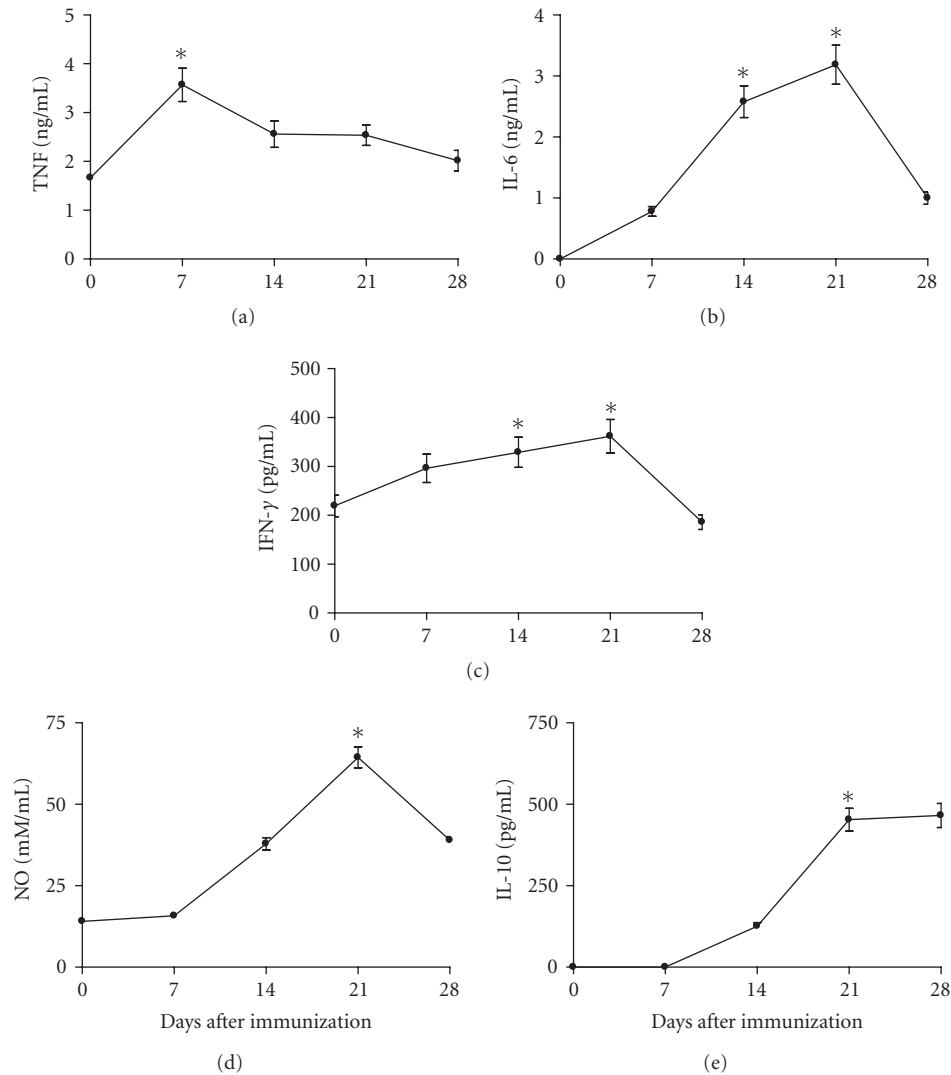 5
4
3
2
1
0
TNF (ng/mL)
*
0 7 14 21 28
(a)
4
3
2
1
0
IL-6 (ng/mL)
*
*
0 7 14 21 28
(b)
500
400
300
200
100
0
IFN-γ (pg/mL)
*
*
0 7 14 21 28
(c)
75
50
25
0
NO (mM/mL)
*
0 7 14 21 28
Days after immunization
(d)
750
500
250
0
IL-10 (pg/mL)
*
0 7 14 21 28
Days after immunization
(e)